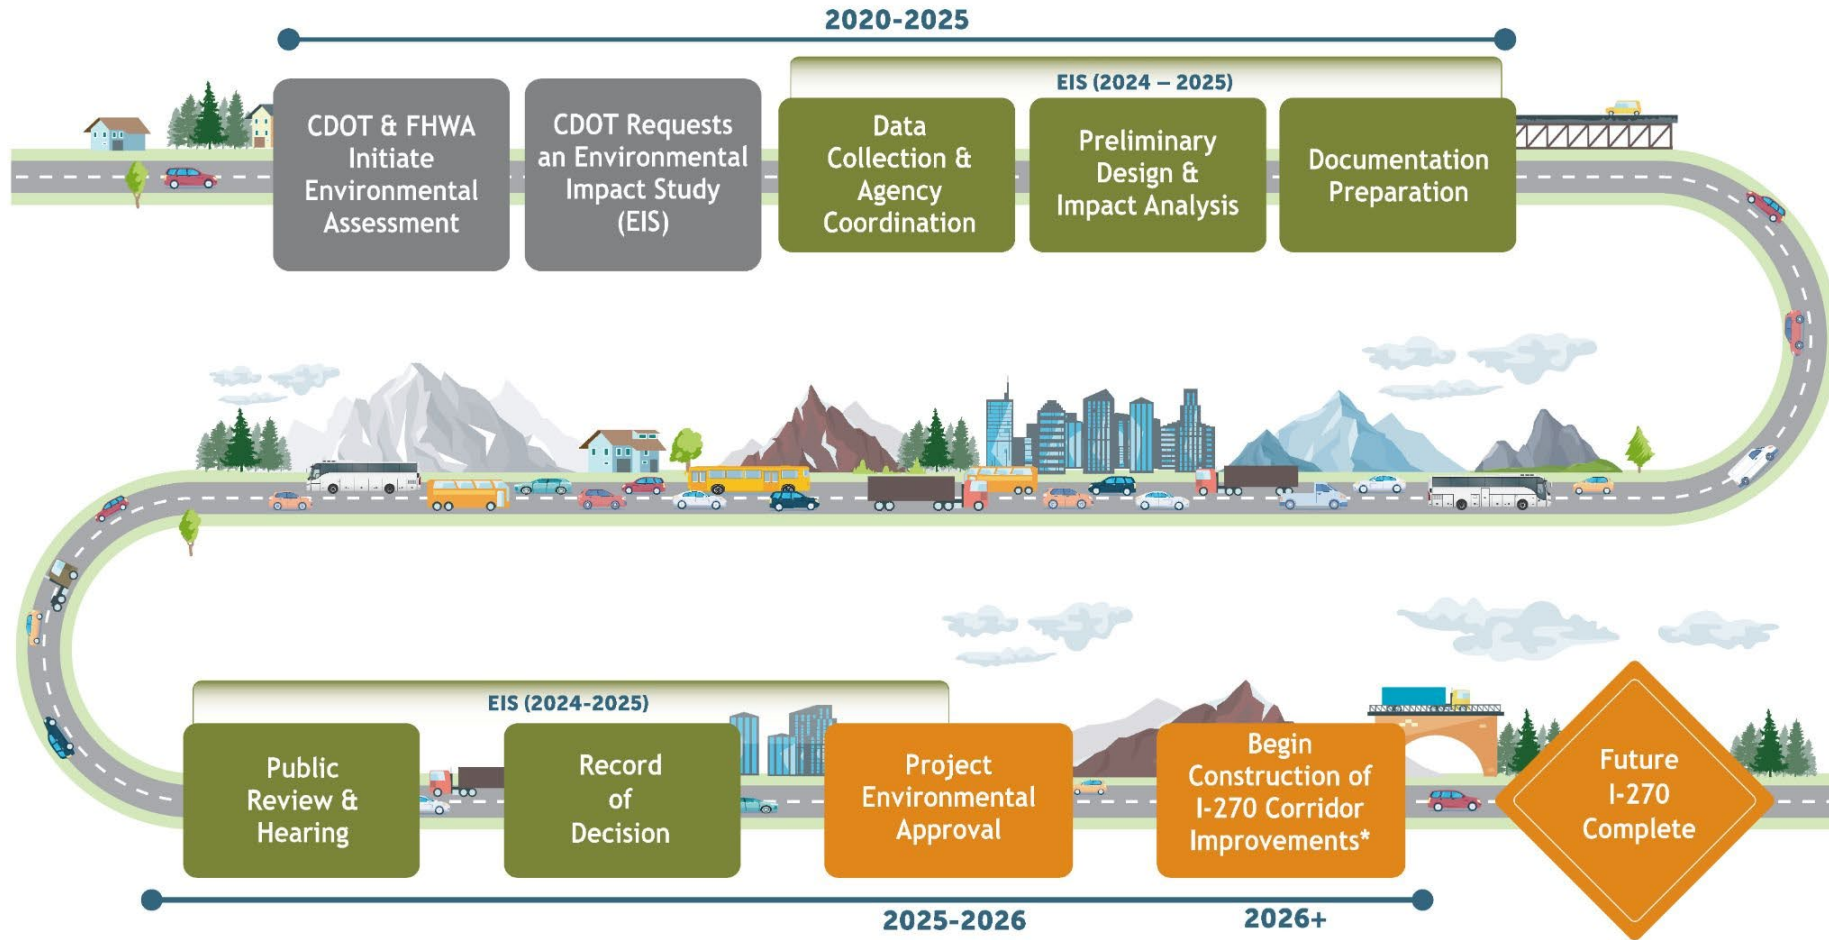 2020-2025
EIS (2024 – 2025)
CDOT & FHWA
Initiate
Environmental
Assessment
CDOT Requests
an Environmental
Impact Study
(EIS)
Data
Collection &
Agency
Coordination
Preliminary
Design &
Impact Analysis
Documentation
Preparation
EIS (2024-2025)
Public
Review &
Hearing
Record
of
Decision
Project
Environmental
Approval
Begin
Construction of
I-270 Corridor
Improvements*
Future
I-270
Complete
2025-2026
2026+